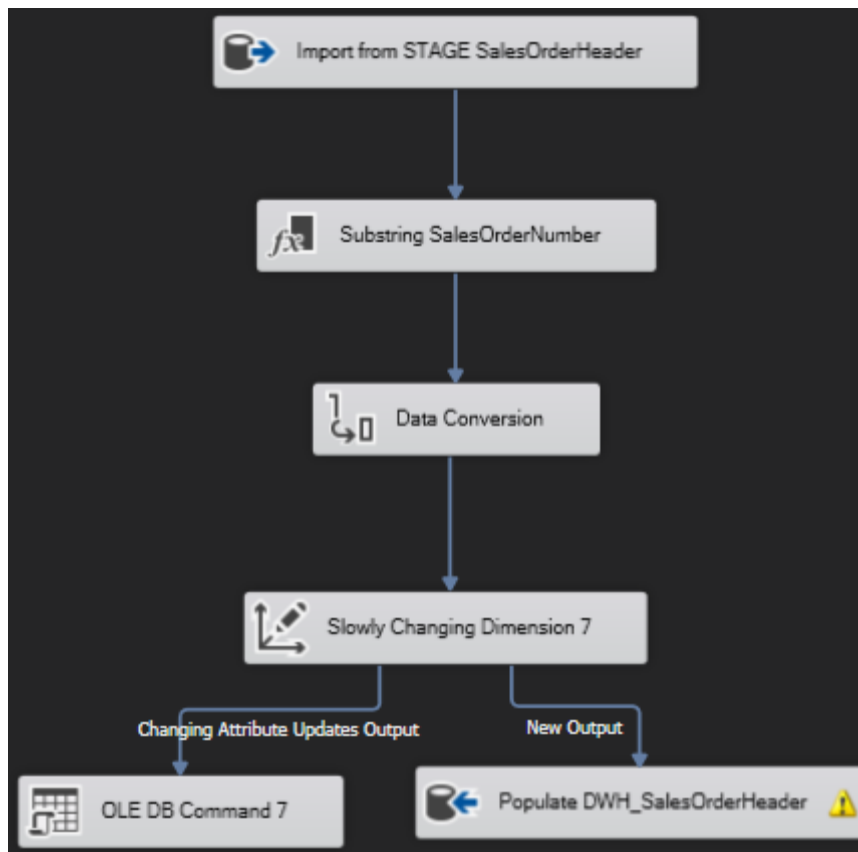 Import from STAGE SalesOrderHeader
Substring SalesOrderNumber
Data Conversion
Slowly Changing Dimension 7
Changing Attribute Updates Output
New Output
OLE DB Command 7
Populate DWH_SalesOrderHeader